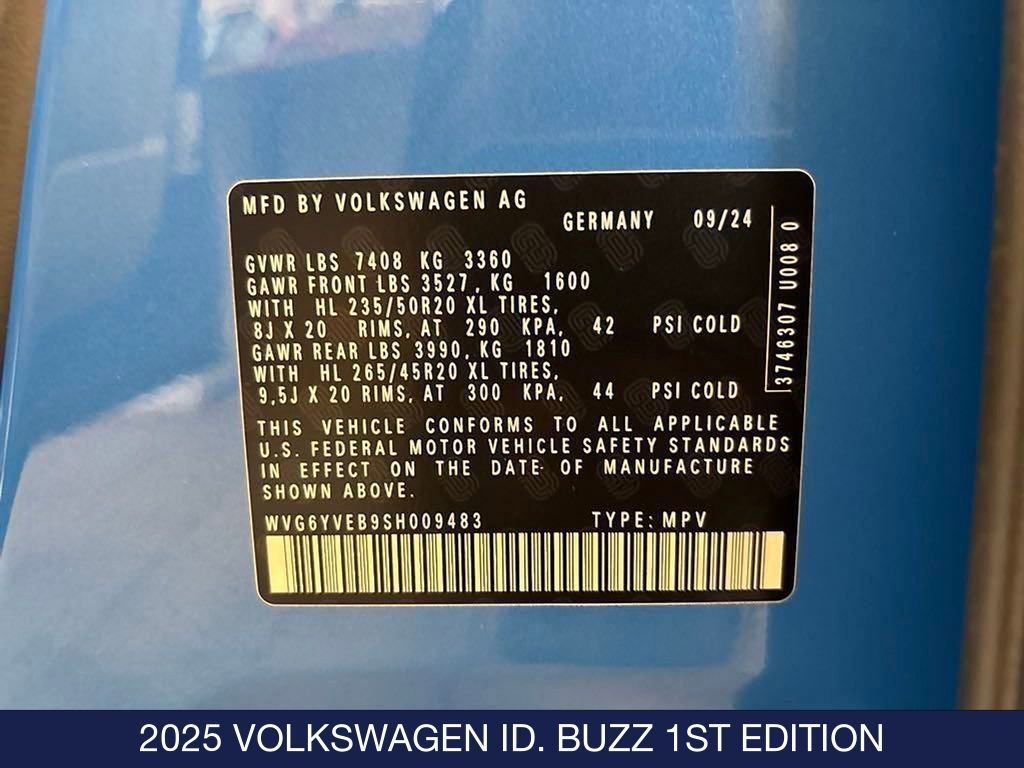 MFD BY VOLKSWAGEN AG
GERMANY 09/24
GVWR LBS 7408 KG 3360
GAWR FRONT LBS 3527, KG 1600
WITH HL 235/50R20 XL TIRES,
8J X 20 RIMS, AT 290 KPA, 42 PSI COLD
GAWR REAR LBS 3990, KG 1810
WITH HL 265/45R20 XL TIRES,
9,5J X 20 RIMS, AT 300 KPA, 44 PSI COLD
THIS VEHICLE CONFORMS TO ALL APPLICABLE
U.S. FEDERAL MOTOR VEHICLE SAFETY STANDARDS
IN EFFECT ON THE DATE OF MANUFACTURE
SHOWN ABOVE.
WVG6YVEB9SH009483 TYPE: MPV
3746307 U008 0
2025 VOLKSWAGEN ID. BUZZ 1ST EDITION